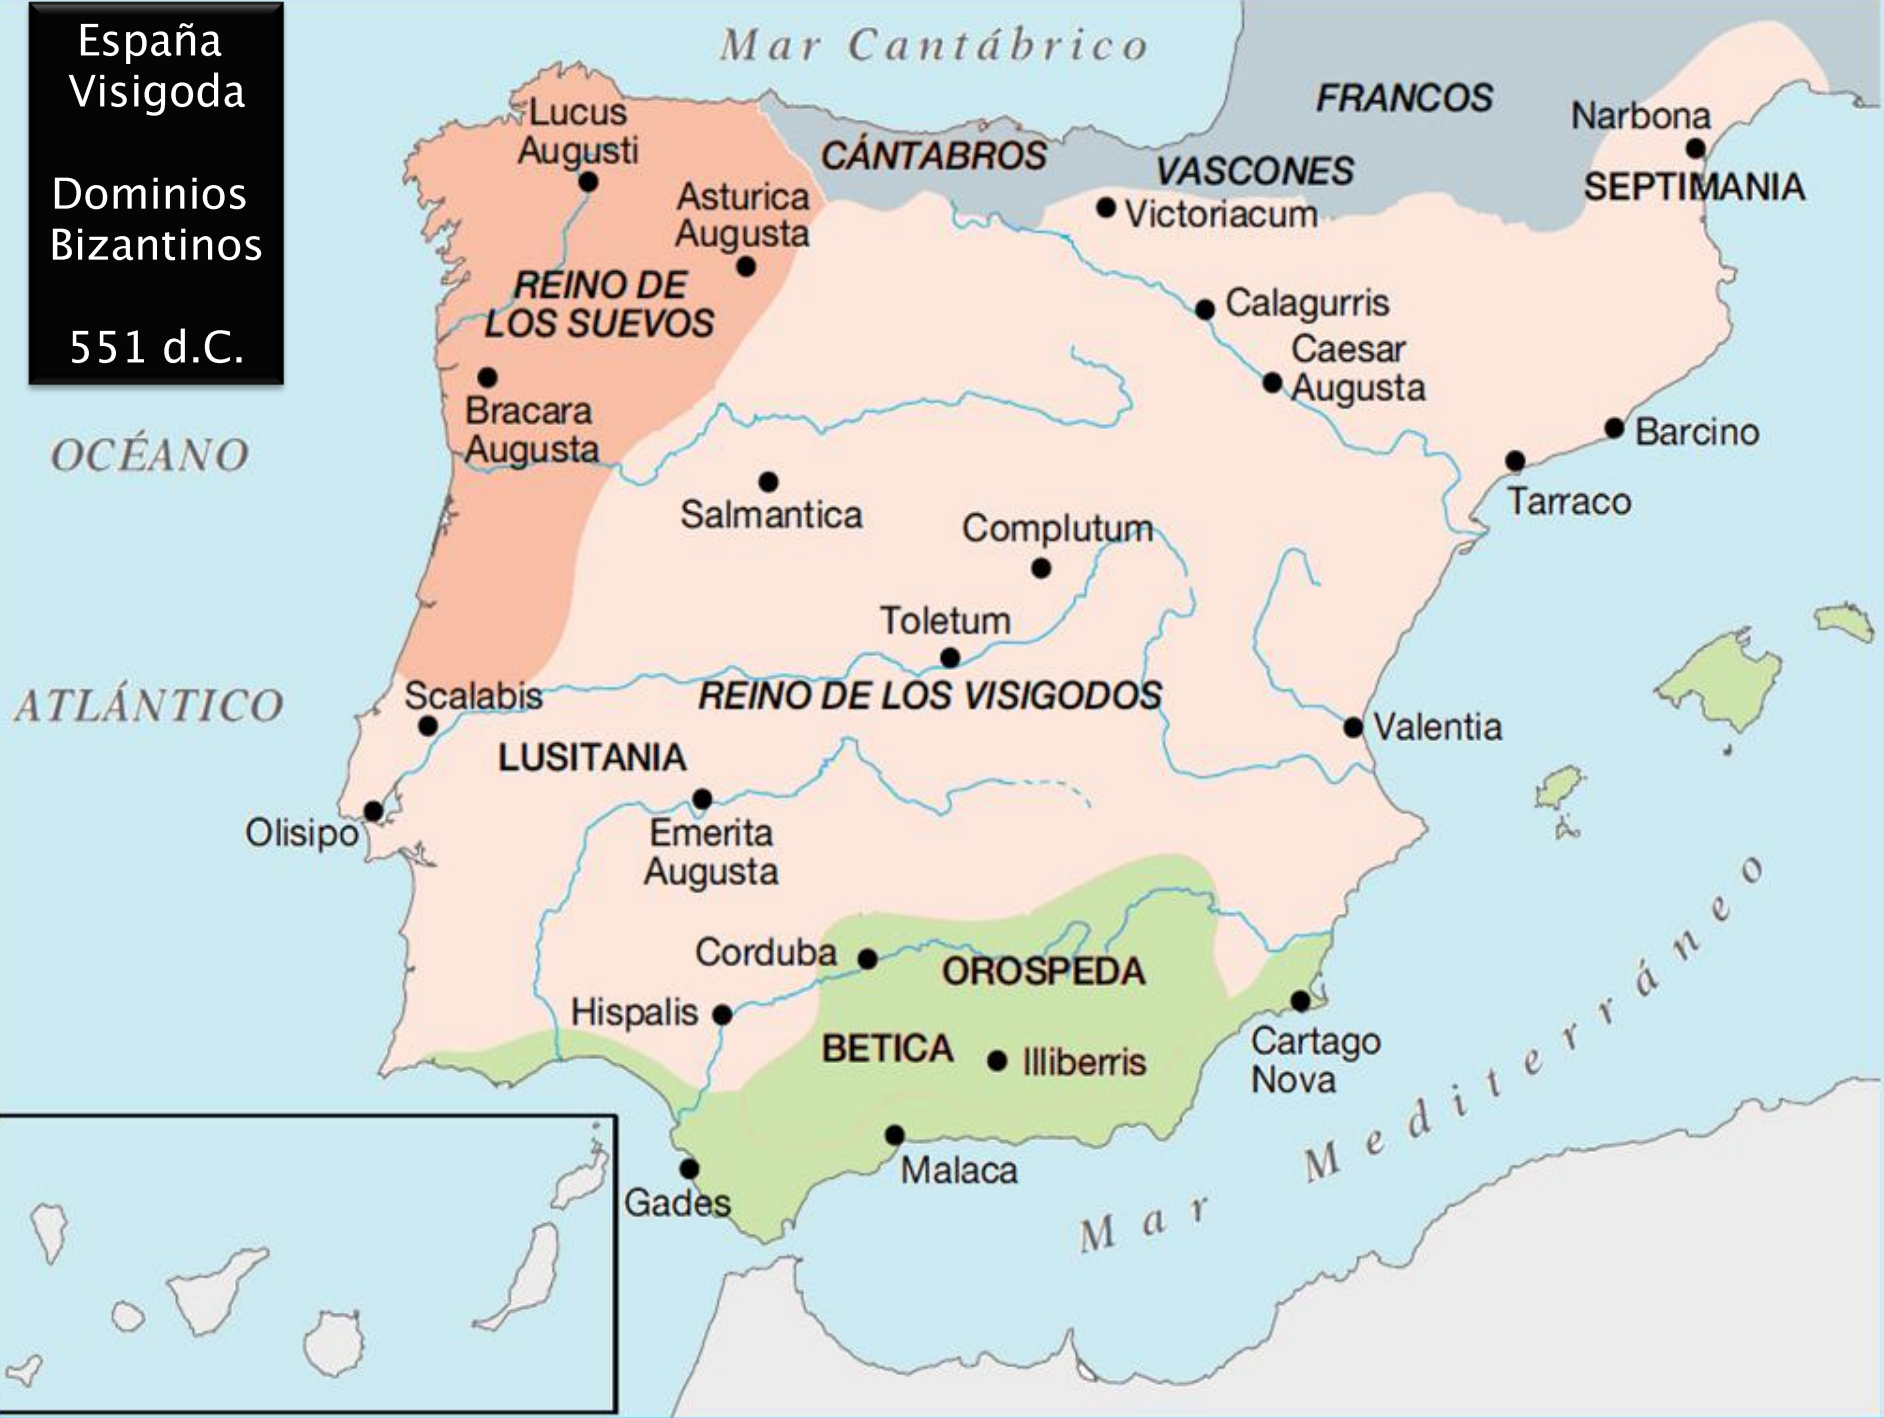 España
Visigoda
Dominios
Bizantinos
551 d.C.
Mar Cantábrico
FRANCOS
Narbona
SEPTIMANIA
Lucus
Augusti
CÁNTABROS
VASCONES
Asturica
Augusta
Victoriacum
REINO DE
LOS SUEVOS
Calagurris
Caesar
Augusta
Bracara
Augusta
Barcino
OCÉANO
Tarraco
Salmantica
Complutum
Toletum
ATLÁNTICO
Scalabis
REINO DE LOS VISIGODOS
Valentia
LUSITANIA
Olisipo
Emerita
Augusta
Corduba
OROSPEDA
Hispalis
BETICA
Illiberris
Cartago
Nova
Malaca
Gades
Mar Mediterráneo